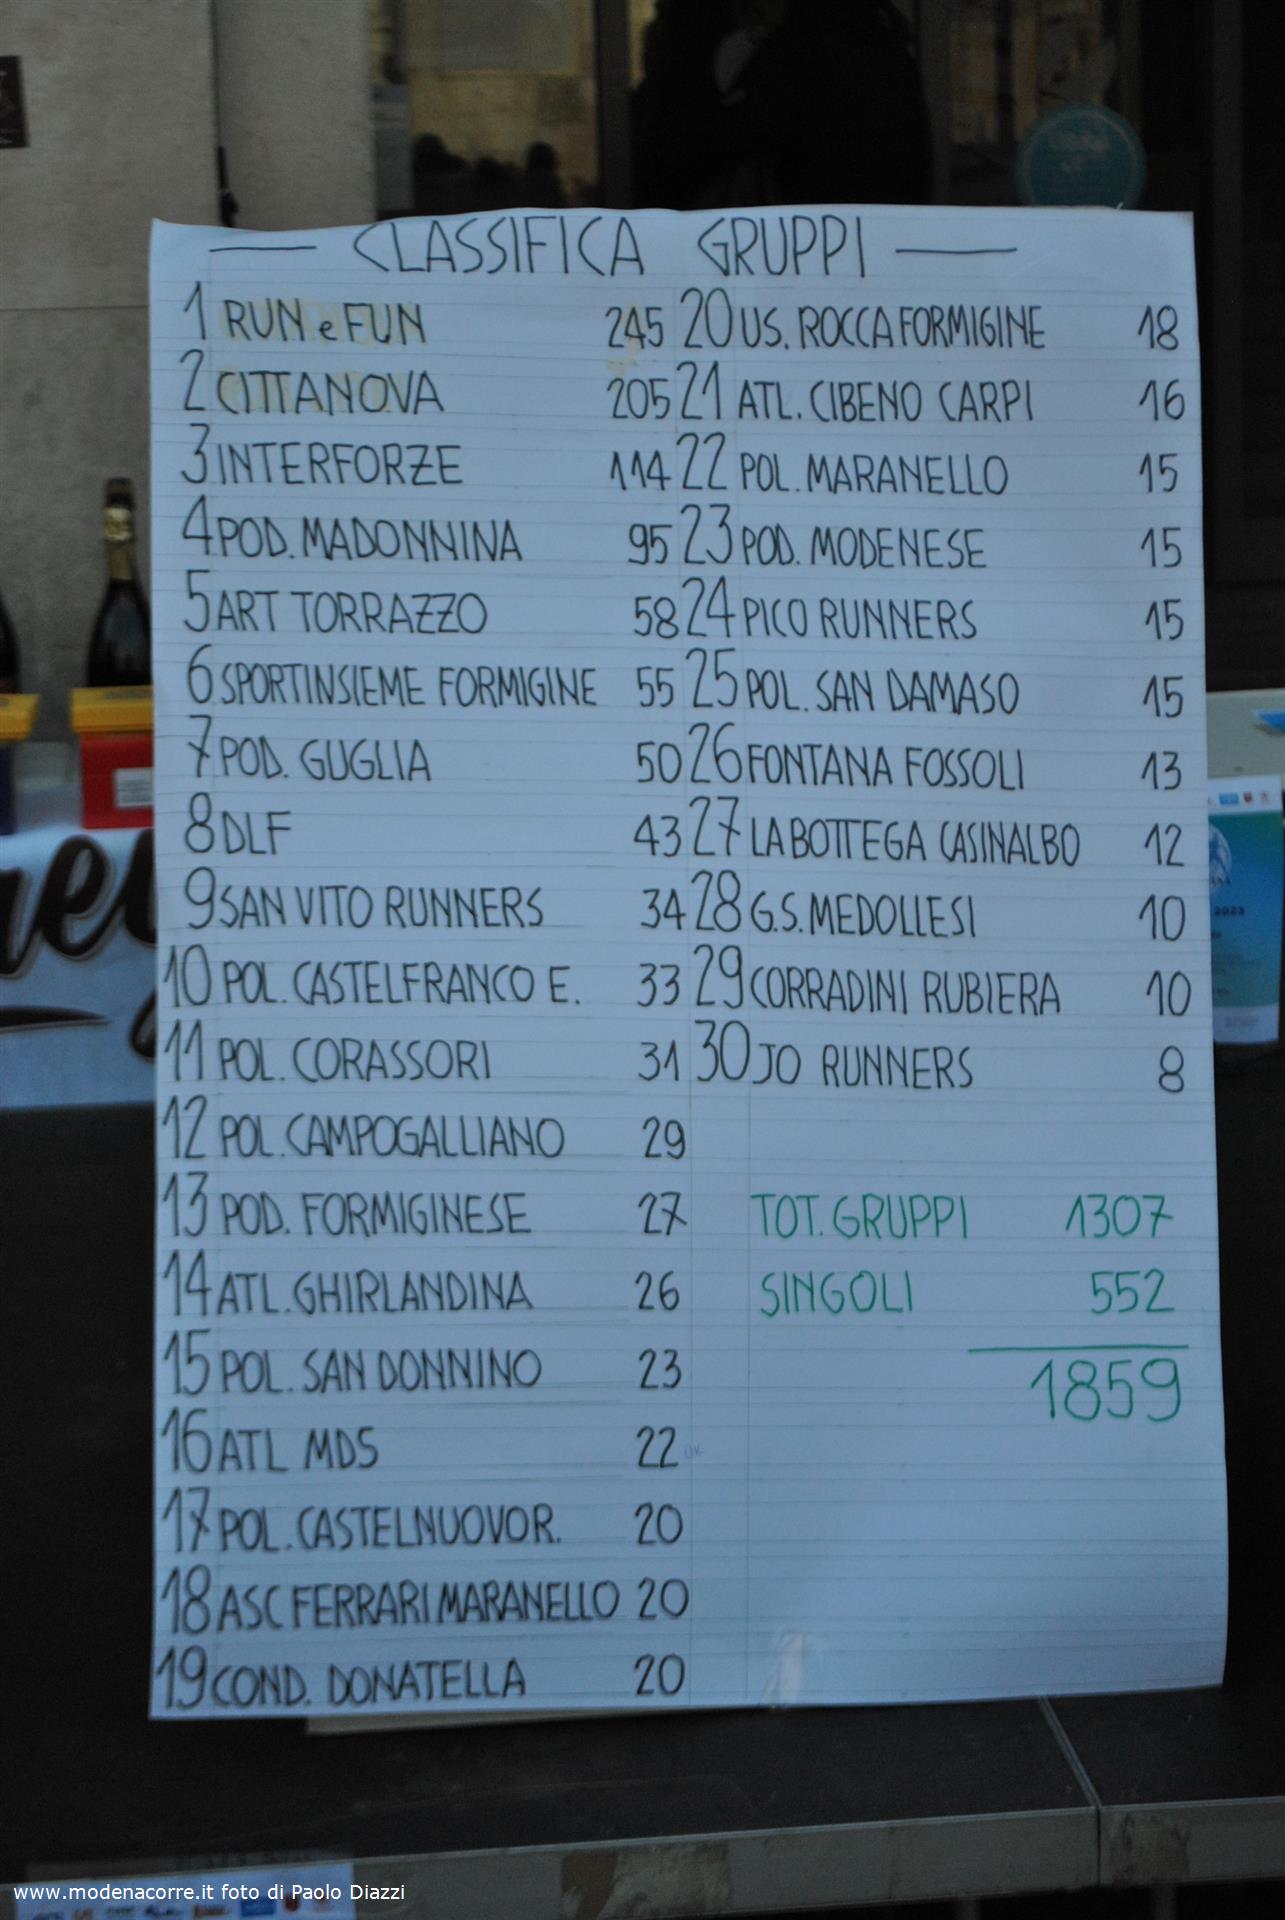 CLASSIFICA GRUPPI
1 RUN e FUN 245
2 CITTANOVA 205
3 INTERFORZE 114
4 POD. MADONNINA 95
5 ART TORRAZZO 58
6 SPORTINSIEME FORMIGINE 55
7 POD. GUGLIA 50
8 DLF 43
9 SAN VITO RUNNERS 34
10 POL. CASTELFRANCO E. 33
11 POL. CORASSORI 31
12 POL. CAMPOGALLIANO 29
13 POD. FORMIGINESE 27
14 ATL. GHIRLANDINA 26
15 POL. SAN DONNINO 23
16 ATL MDS 22
17 POL. CASTELNUOVO R. 20
18 ASC FERRARI MARANELLO 20
19 COND. DONATELLA 20
20 US. ROCCA FORMIGINE 18
21 ATL. CIBENO CARPI 16
22 POL. MARANELLO 15
23 POD. MODENESE 15
24 PICO RUNNERS 15
25 POL. SAN DAMASO 15
26 FONTANA FOSSOLI 13
27 LA BOTTEGA CASINALBO 12
28 G.S. MEDOLLESI 10
29 CORRADINI RUBIERA 10
30 JO RUNNERS 8
TOT. GRUPPI 1307
SINGOLI 552
1859
2023
www.modenacorre.it foto di Paolo Diazzi